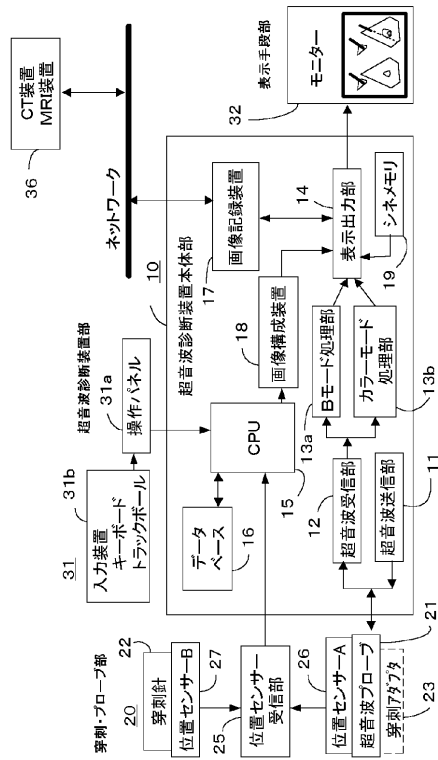 穿刺・プローブ部
20
22
穿刺針
位置センサーB
27
25
位置センサー
受信部
26
位置センサーA
超音波プローブ
21
穿刺アダプタ
23
超音波診断装置部
31
31b
入力装置
キーボード
トラックボール
31a
操作パネル
10
超音波診断装置本体部
データ
ベース
16
CPU
15
18
画像構成装置
17
画像記録装置
12
超音波受信部
超音波送信部
11
13a
Bモード処理部
カラーモード
処理部
13b
14
表示出力部
シネメモリ
19
36
CT装置
MRI装置
ネットワーク
表示手段部
32
モニター